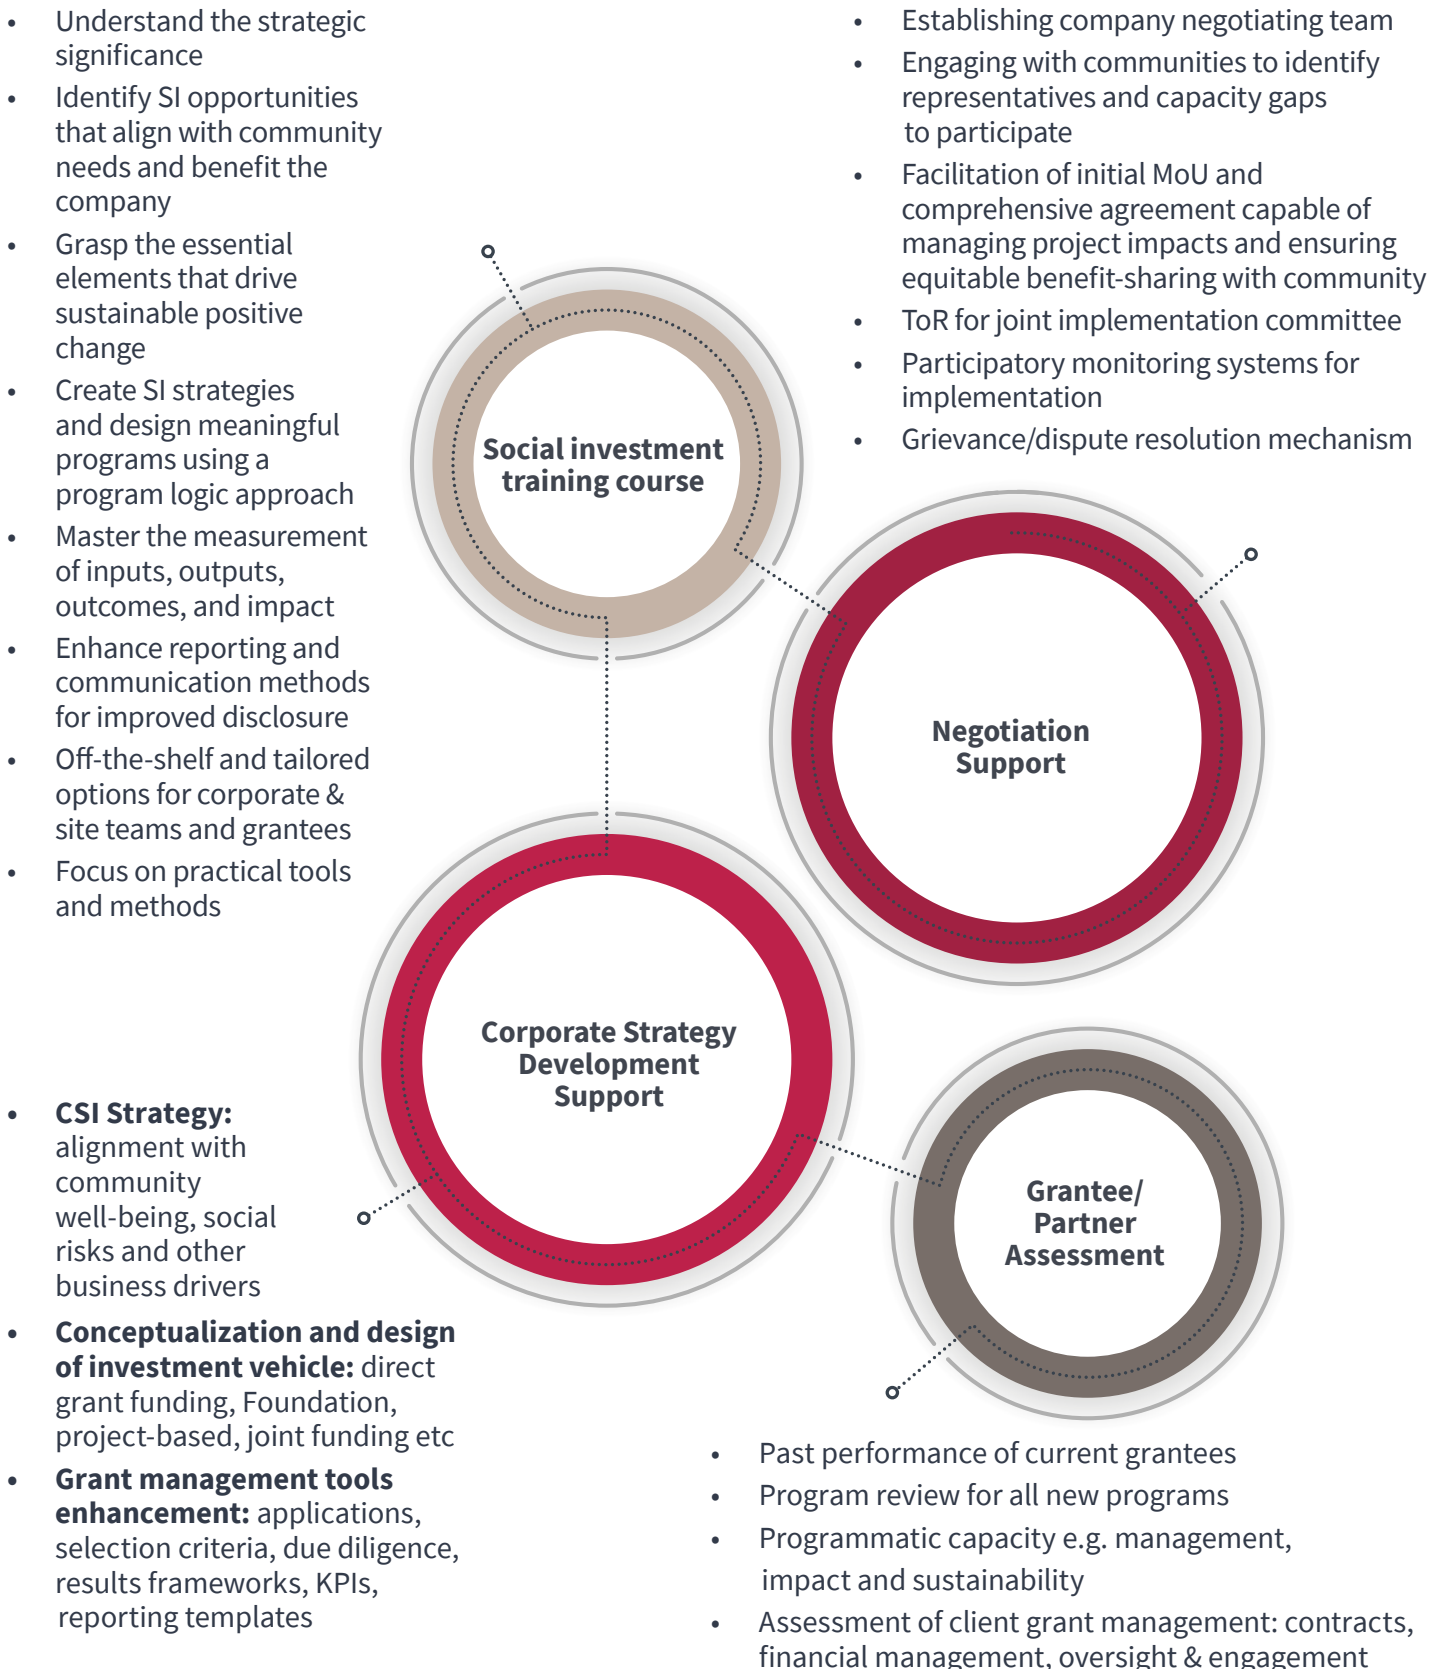 • Understand the strategic
significance
• Identify SI opportunities
that align with community
needs and benefit the
company
• Grasp the essential
elements that drive
sustainable positive
change
• Create SI strategies
and design meaningful
programs using a
program logic approach
• Master the measurement
of inputs, outputs,
outcomes, and impact
• Enhance reporting and
communication methods
for improved disclosure
• Off-the-shelf and tailored
options for corporate &
site teams and grantees
• Focus on practical tools
and methods
Social investment
training course
• Establishing company negotiating team
• Engaging with communities to identify
representatives and capacity gaps
to participate
• Facilitation of initial MoU and
comprehensive agreement capable of
managing project impacts and ensuring
equitable benefit-sharing with community
• ToR for joint implementation committee
• Participatory monitoring systems for
implementation
• Grievance/dispute resolution mechanism
Negotiation
Support
Corporate Strategy
Development
Support
• CSI Strategy:
alignment with
community
well-being, social
risks and other
business drivers
• Conceptualization and design
of investment vehicle: direct
grant funding, Foundation,
project-based, joint funding etc
• Grant management tools
enhancement: applications,
selection criteria, due diligence,
results frameworks, KPIs,
reporting templates
Grantee/
Partner
Assessment
• Past performance of current grantees
• Program review for all new programs
• Programmatic capacity e.g. management,
impact and sustainability
• Assessment of client grant management: contracts,
financial management, oversight & engagement